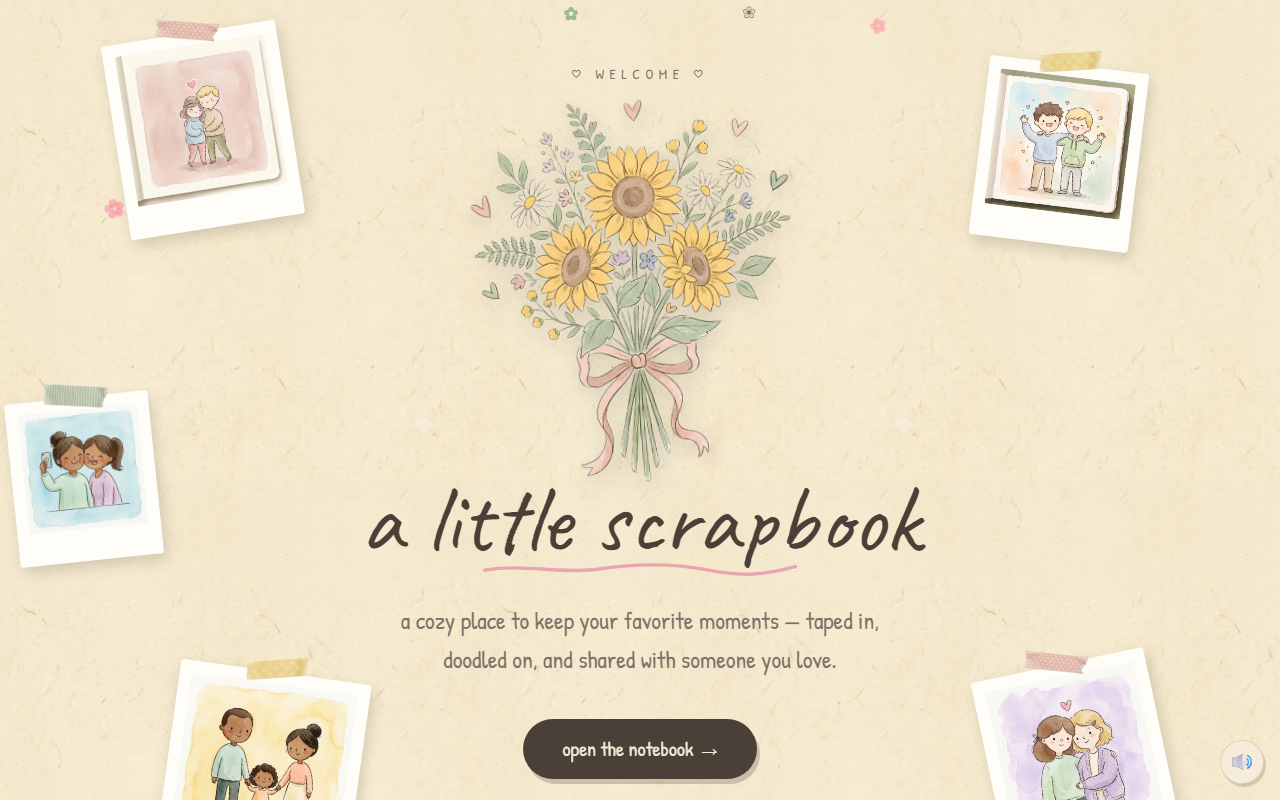 ♡ WELCOME ♡
a little scrapbook
a cozy place to keep your favorite moments — taped in,
doodled on, and shared with someone you love.
open the notebook →